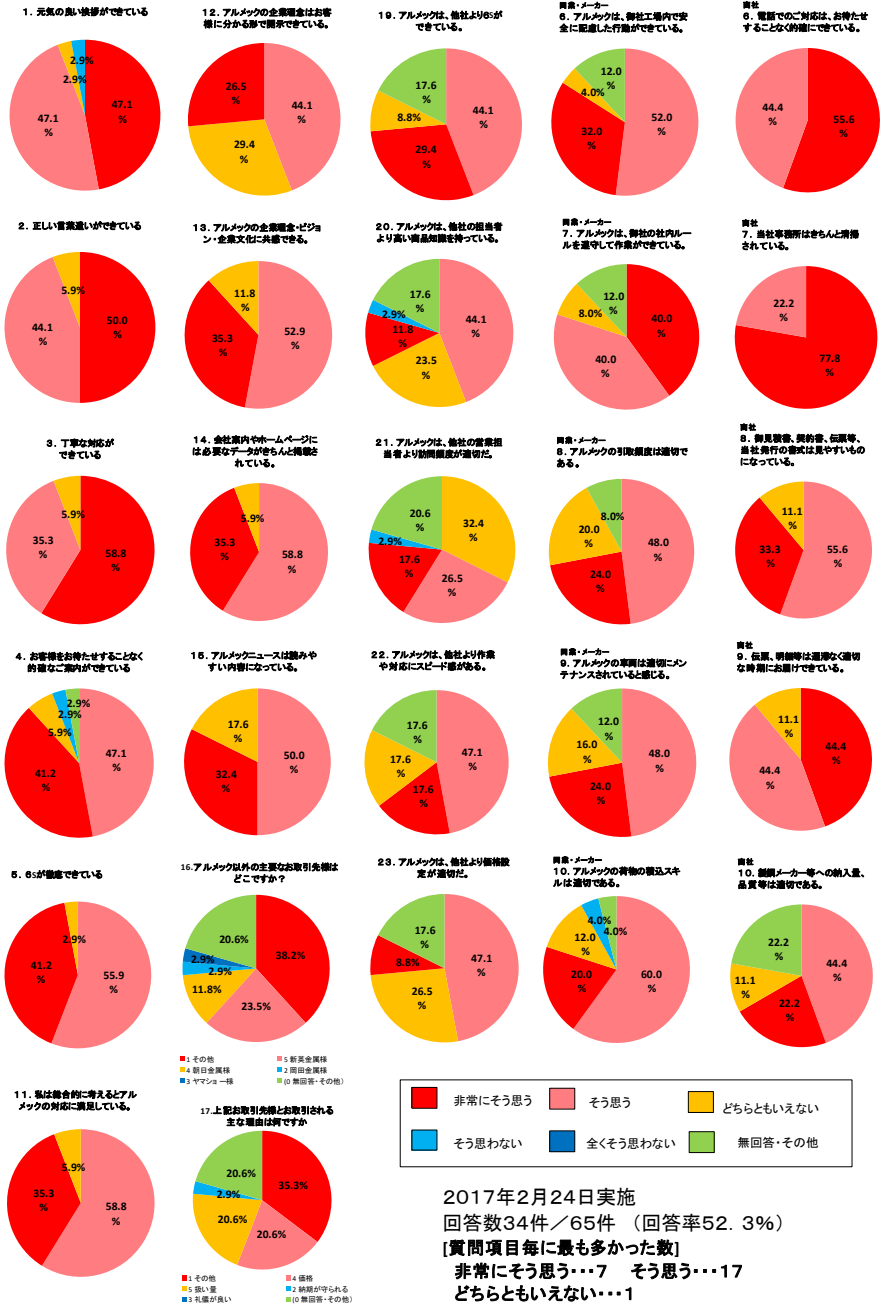 1．元気の良い挨拶ができている
2.9%
2.9%
47.1
%
47.1
%
12．アルメックの企業理念はお客
様に分かる形で開示できている。
26.5
%
44.1
%
29.4
%
19．アルメックは、他社より6Sが
できている。
17.6
%
8.8%
44.1
%
29.4
%
同業・メーカー
6．アルメックは、御社工場内で安
全に配慮した行動ができている。
12.0
%
4.0%
52.0
%
32.0
%
商社
6．電話でのご対応は、お待たせ
することなく的確にできている。
44.4
%
55.6
%
2．正しい言葉遣いができている
5.9%
44.1
%
50.0
%
13．アルメックの企業理念・ビジョ
ン・企業文化に共感できる。
11.8
%
35.3
%
52.9
%
20．アルメックは、他社の担当者
より高い商品知識を持っている。
17.6
%
2.9%
11.8
%
44.1
%
23.5
%
同業・メーカー
7．アルメックは、御社の社内ルー
ルを遵守して作業ができている。
12.0
%
8.0%
40.0
%
40.0
%
商社
7．当社事務所はきちんと清掃
されている。
22.2
%
77.8
%
3．丁寧な対応が
できている
5.9%
35.3
%
58.8
%
14．会社案内やホームページに
は必要なデータがきちんと掲載さ
れている。
5.9%
35.3
%
58.8
%
21．アルメックは、他社の営業担
当者より訪問頻度が適切だ。
20.6
%
2.9%
17.6
%
32.4
%
26.5
%
同業・メーカー
8．アルメックの引取頻度は適切で
ある。
8.0%
20.0
%
48.0
%
24.0
%
商社
8．御見積書、契約書、伝票等、
当社発行の書式は見やすいもの
になっている。
11.1
%
33.3
%
55.6
%
4．お客様をお待たせすることなく
的確なご案内ができている
2.9%
2.9%
5.9%
47.1
%
41.2
%
15．アルメックニュースは読みや
すい内容になっている。
17.6
%
50.0
%
32.4
%
22．アルメックは、他社より作業
や対応にスピード感がある。
17.6
%
17.6
%
47.1
%
17.6
%
同業・メーカー
9．アルメックの車両は適切にメン
テナンスされていると感じる。
12.0
%
16.0
%
48.0
%
24.0
%
商社
9．伝票、明細等は遅滞なく適切
な時期にお届けできている。
11.1
%
44.4
%
44.4
%
5．6Sが徹底できている
2.9%
41.2
%
55.9
%
16.アルメック以外の主要なお取引先様は
どこですか？
20.6%
2.9%
2.9%
11.8%
38.2%
23.5%
1 その他
5 新英金属様
4 朝日金属様
2 岡田金属様
3 ヤマショー様
(0 無回答・その他)
23．アルメックは、他社より価格設
定が適切だ。
17.6
%
8.8%
47.1
%
26.5
%
同業・メーカー
10．アルメックの荷物の積込スキ
ルは適切である。
4.0%
4.0%
12.0
%
20.0
%
60.0
%
商社
10．製鋼メーカー等への納入量、
品質等は適切である。
22.2
%
11.1
%
44.4
%
22.2
%
11．私は総合的に考えるとアル
メックの対応に満足している。
5.9%
35.3
%
58.8
%
17.上記お取引先様とお取引される
主な理由は何ですか
20.6%
2.9%
20.6%
35.3%
20.6%
1 その他
4 価格
5 扱い量
2 納期が守られる
3 礼儀が良い
(0 無回答・その他)
非常にそう思う
そう思う
どちらともいえない
そう思わない
全くそう思わない
無回答・その他
2017年2月24日実施
回答数34件／65件　（回答率52．3%）
[質問項目毎に最も多かった数]
非常にそう思う・・・7　そう思う・・・17
どちらともいえない・・・1